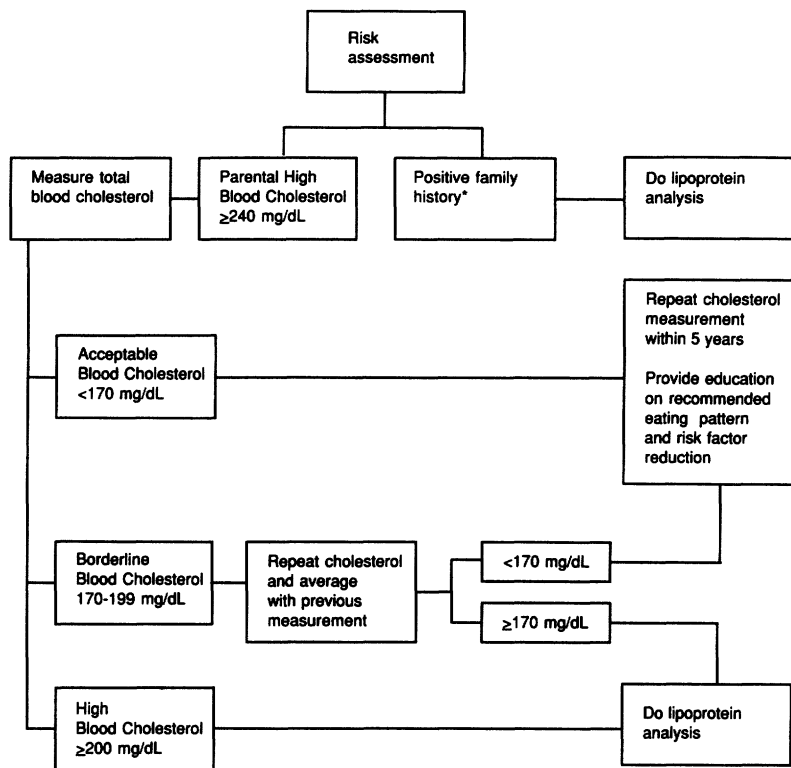 Risk
assessment
Measure total
blood cholesterol
Parental High
Blood Cholesterol
≥240 mg/dL
Positive family
history*
Do lipoprotein
analysis
Acceptable
Blood Cholesterol
<170 mg/dL
Repeat cholesterol
measurement
within 5 years
Provide education
on recommended
eating pattern
and risk factor
reduction
Borderline
Blood Cholesterol
170-199 mg/dL
Repeat cholesterol
and average
with previous
measurement
<170 mg/dL
≥170 mg/dL
High
Blood Cholesterol
≥200 mg/dL
Do lipoprotein
analysis